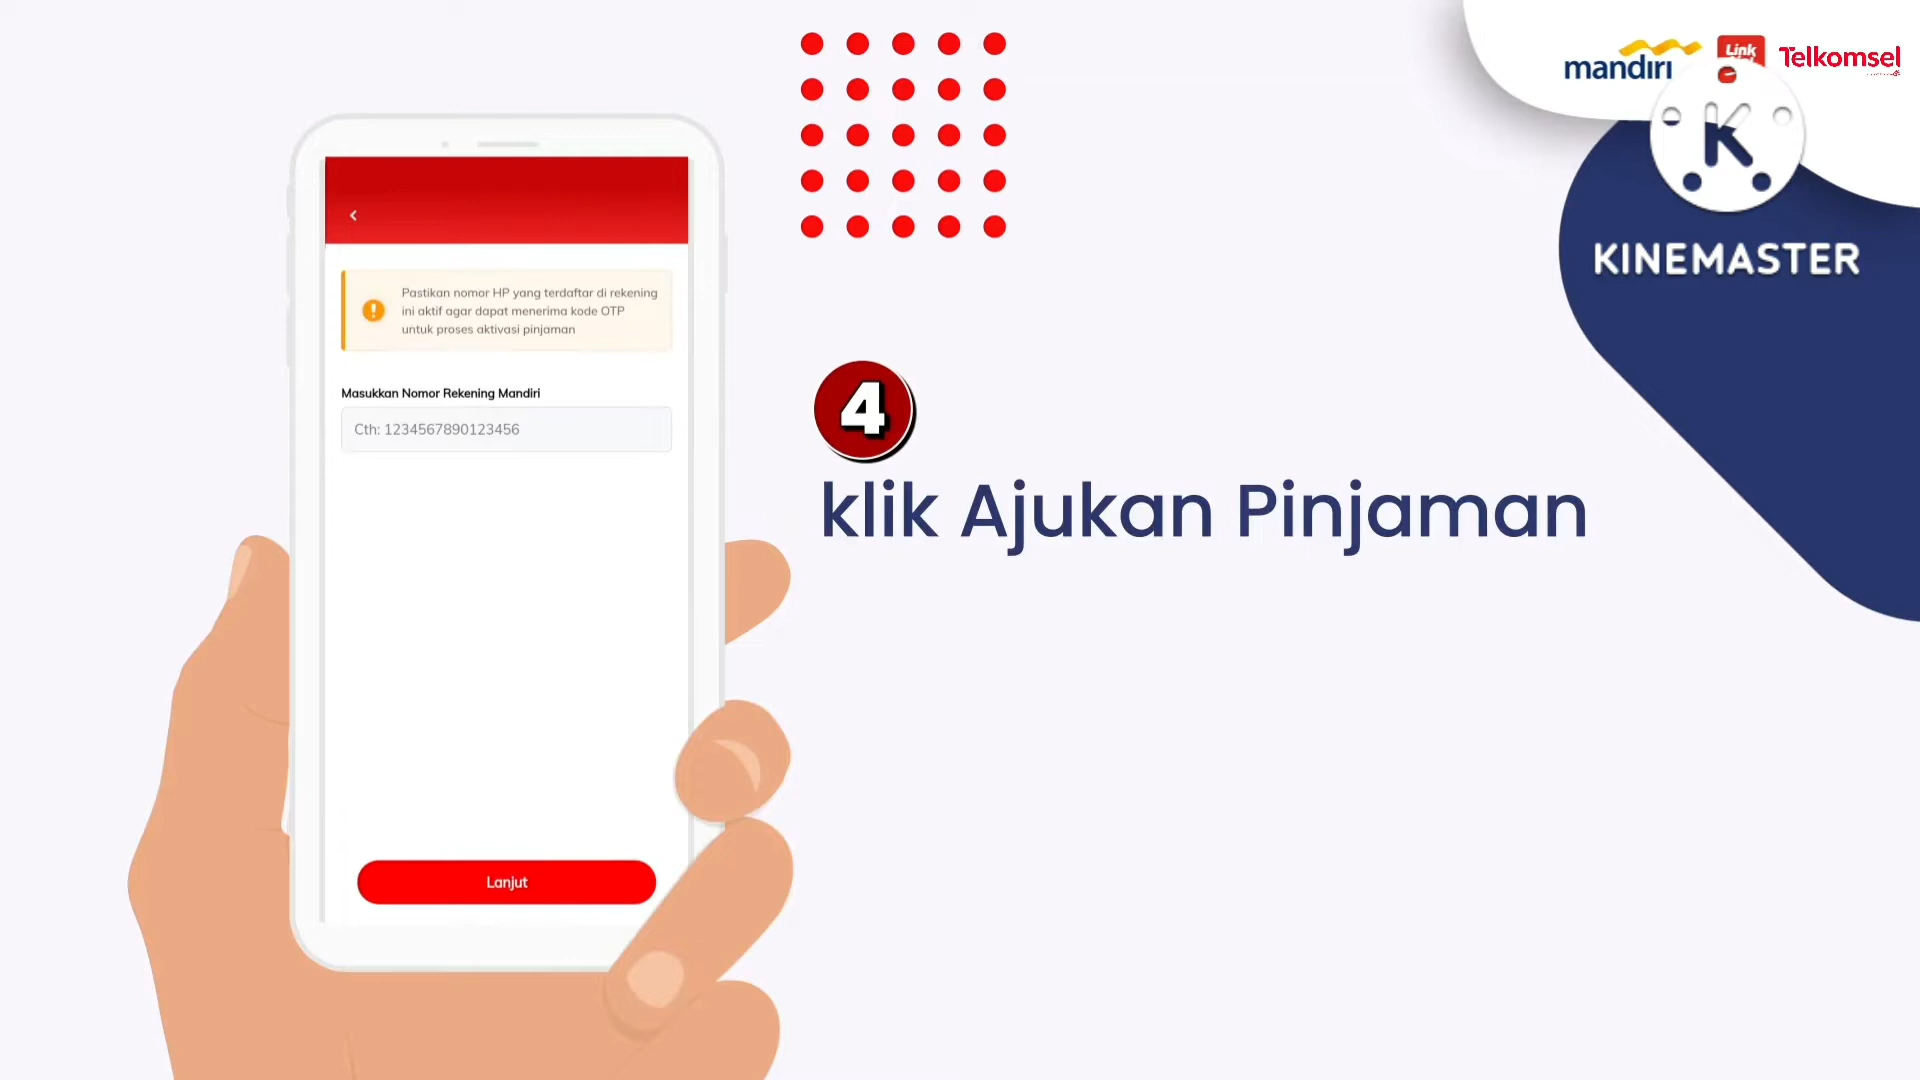 mandırı
Link
Telkomsel
KINEMASTER
Pastikan nomor HP yang terdaftar di rekening
ini aktif agar dapat menerima kode OTP
untuk proses aktivasi pinjaman
Masukkan Nomor Rekening Mandiri
Cth: 1234567890123456
Lanjut
4
klik Ajukan Pinjaman